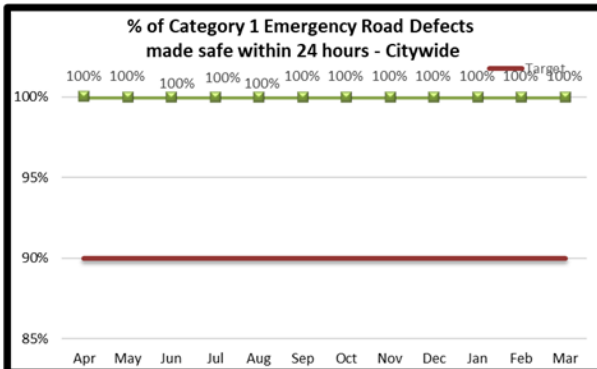 % of Category 1 Emergency Road Defects
made safe within 24 hours - Citywide
Target
100% 100% 100% 100% 100% 100% 100% 100% 100% 100% 100% 100%
100%
95%
90%
85%
Apr May Jun Jul Aug Sep Oct Nov Dec Jan Feb Mar